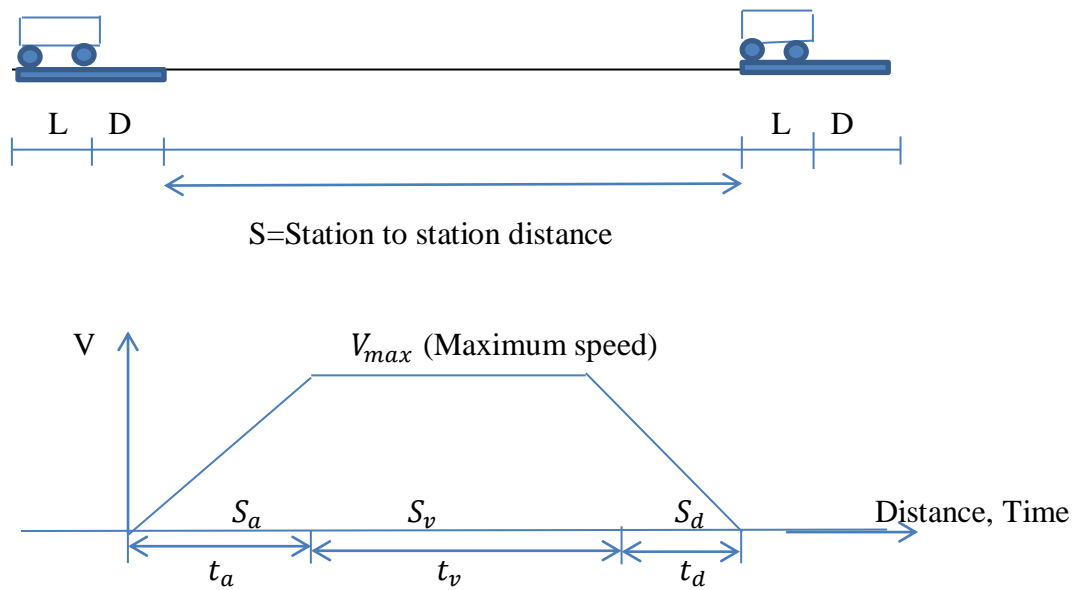 L D L D
S=Station to station distance
V V_max (Maximum speed)
S_a S_v S_d Distance, Time
t_a t_v t_d